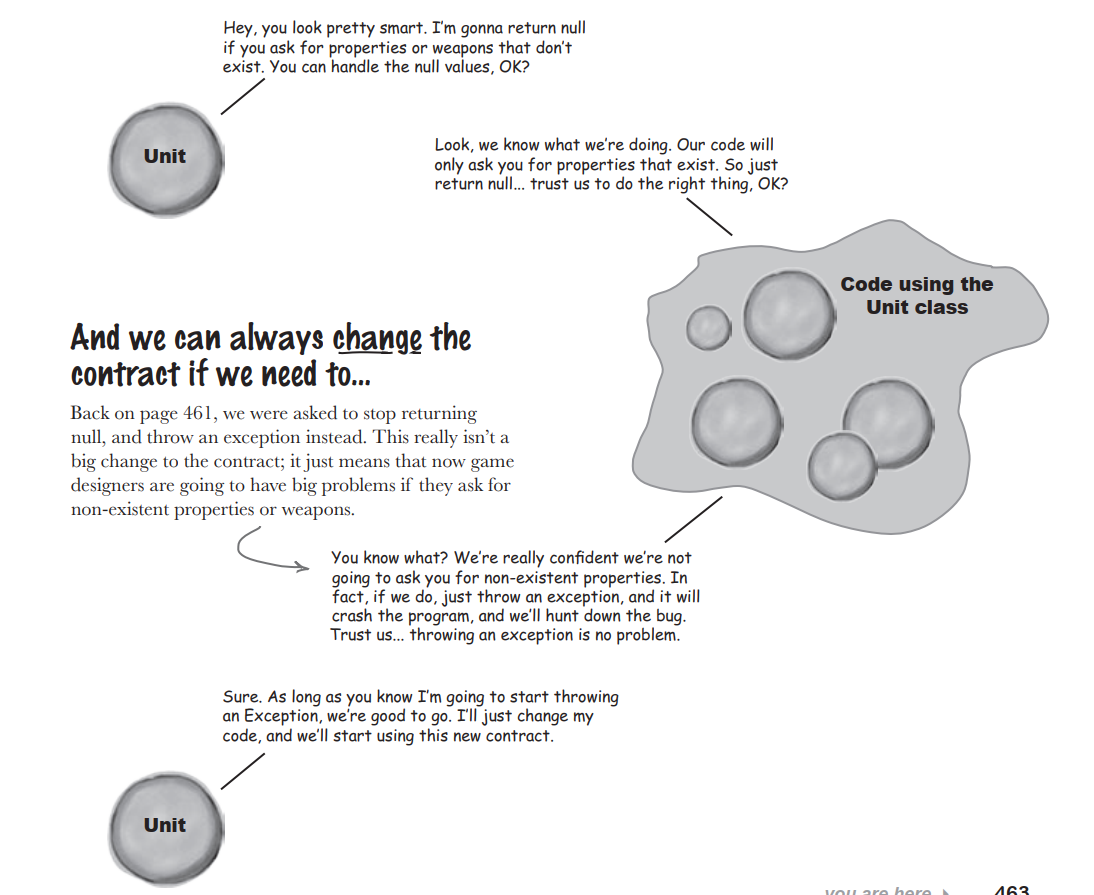 Hey, you look pretty smart. I'm gonna return null
if you ask for properties or weapons that don't
exist. You can handle the null values, OK?
Unit
Look, we know what we're doing. Our code will
only ask you for properties that exist. So just
return null... trust us to do the right thing, OK?
Code using the
Unit class
And we can always change the
contract if we need to...
Back on page 461, we were asked to stop returning
null, and throw an exception instead. This really isn't a
big change to the contract; it just means that now game
designers are going to have big problems if they ask for
non-existent properties or weapons.
You know what? We're really confident we're not
going to ask you for non-existent properties. In
fact, if we do, just throw an exception, and it will
crash the program, and we'll hunt down the bug.
Trust us... throwing an exception is no problem.
Sure. As long as you know I'm going to start throwing
an Exception, we're good to go. I'll just change my
code, and we'll start using this new contract.
Unit
you are here 463